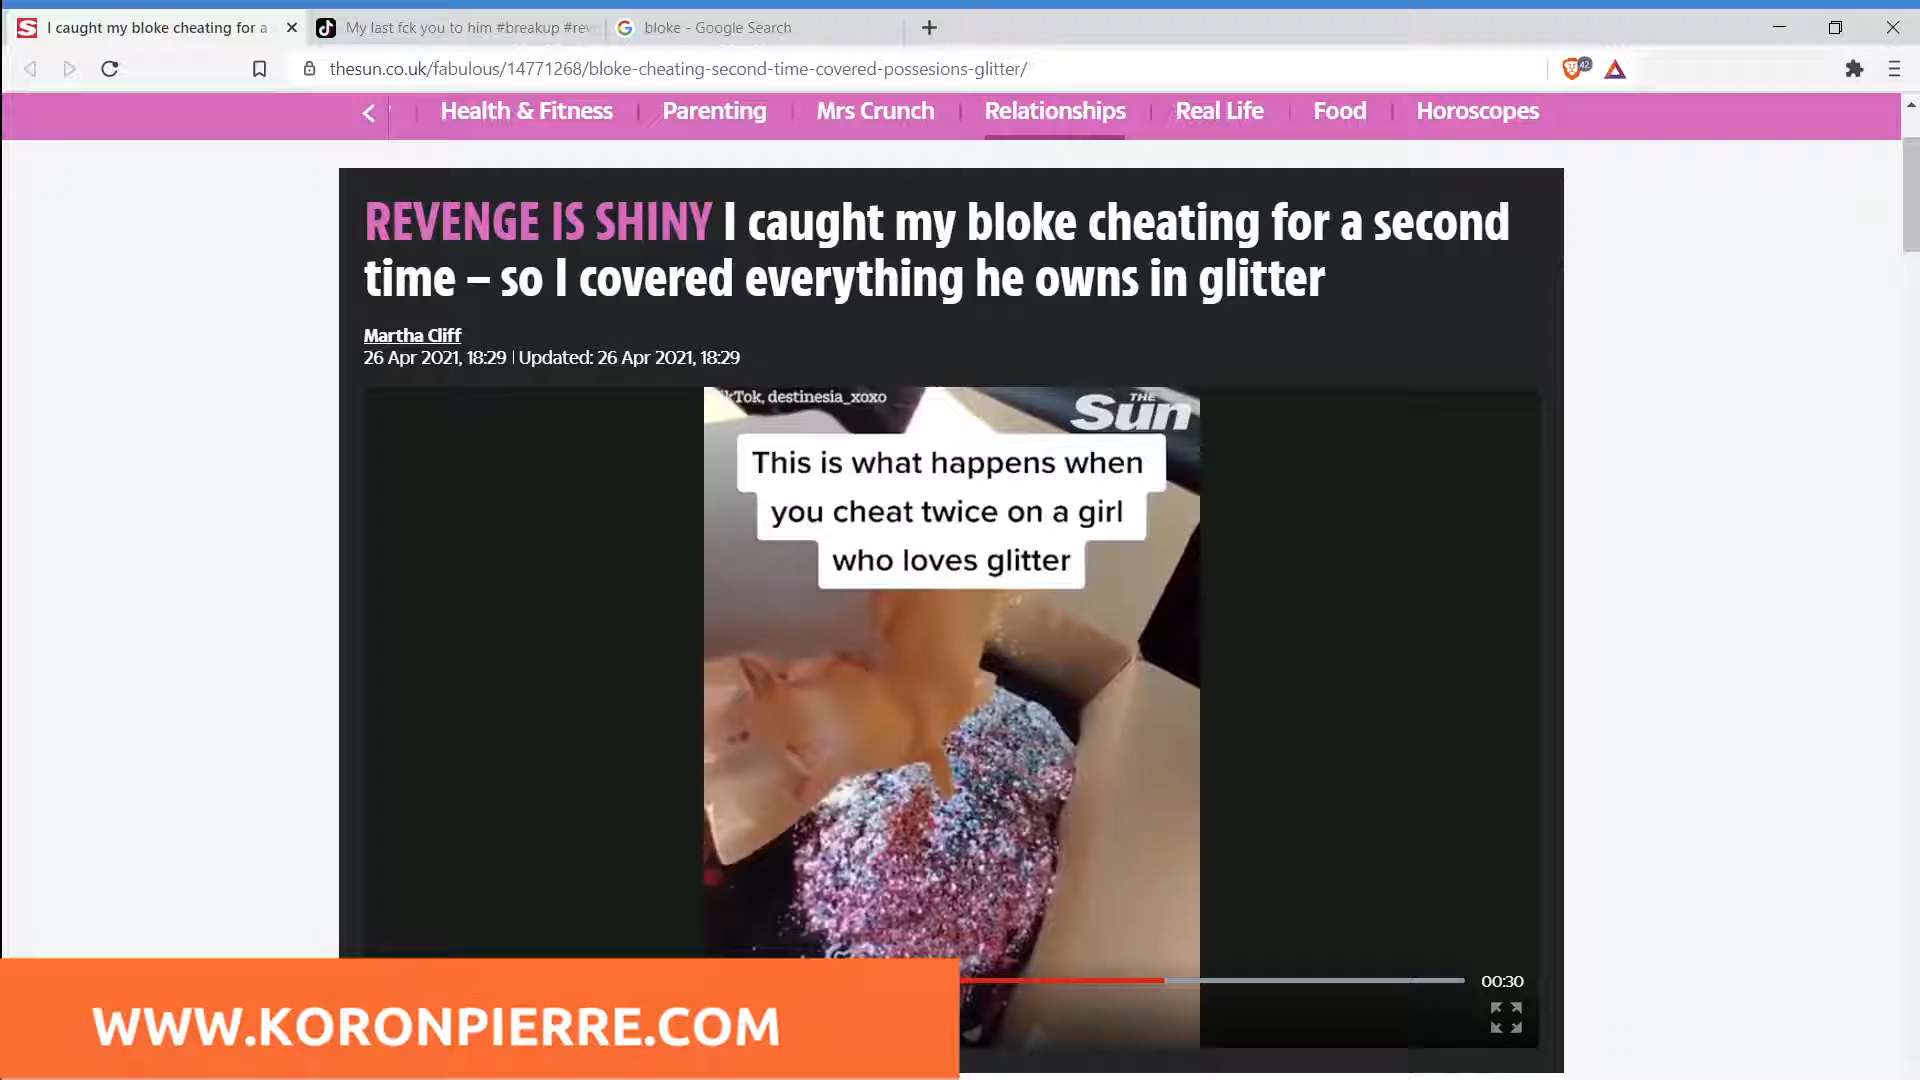 I caught my bloke cheating for a
My last fck you to him #breakup #rev
bloke - Google Search
thesun.co.uk/fabulous/14771268/bloke-cheating-second-time-covered-possesions-glitter/
42
Health & Fitness
Parenting
Mrs Crunch
Relationships
Real Life
Food
Horoscopes
REVENGE IS SHINY I caught my bloke cheating for a second
time – so I covered everything he owns in glitter
Martha Cliff
26 Apr 2021, 18:29 | Updated: 26 Apr 2021, 18:29
kTok, destinesia_xoxo
THE
Sun
This is what happens when
you cheat twice on a girl
who loves glitter
00:30
WWW.KORONPIERRE.COM